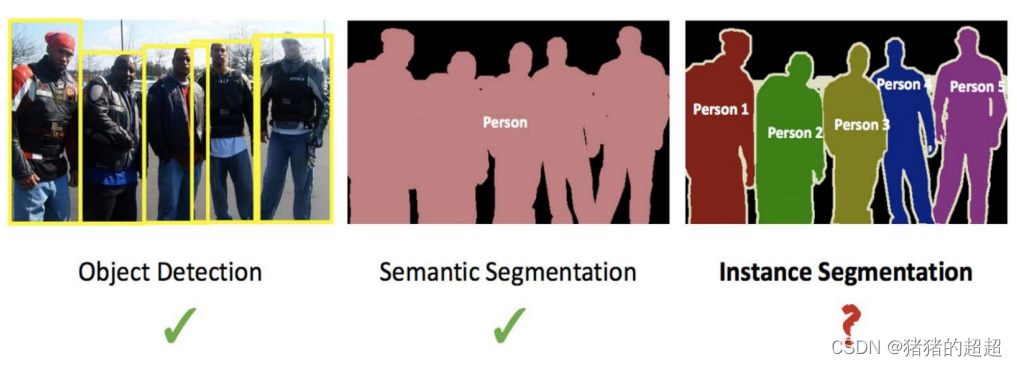 Person
Person 1
Person 2
Person 3
Person 4
Person 5
Object Detection
Semantic Segmentation
Instance Segmentation
?
CSDN @猪猪的超超